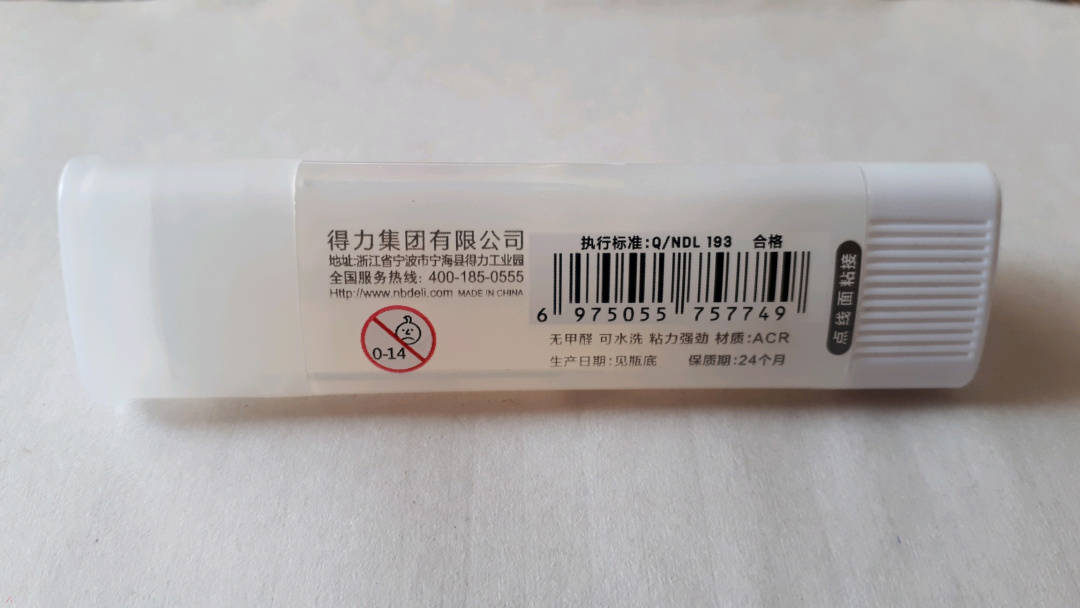 得力集团有限公司
地址:浙江省宁波市宁海县得力工业园
全国服务热线: 400-185-0555
Http://www.nbdeli.com MADE IN CHINA
0-14
执行标准:Q/NDL 193 合格
6 975055 757749
无甲醛 可水洗 粘力强劲 材质:ACR
生产日期:见瓶底 保质期:24个月
点线面粘接